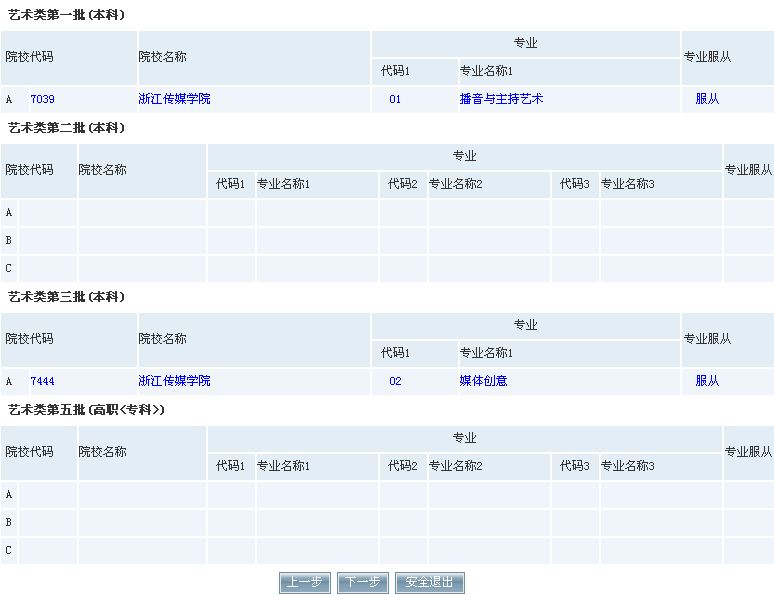 艺术类第一批(本科)
院校代码 院校名称 专业 专业服从
代码1 专业名称1
A 7039 浙江传媒学院 01 播音与主持艺术 服从
艺术类第二批(本科)
院校代码 院校名称 专业 专业服从
代码1 专业名称1 代码2 专业名称2 代码3 专业名称3
A
B
C
艺术类第三批(本科)
院校代码 院校名称 专业 专业服从
代码1 专业名称1
A 7444 浙江传媒学院 02 媒体创意 服从
艺术类第五批(高职<专科>)
院校代码 院校名称 专业 专业服从
代码1 专业名称1 代码2 专业名称2 代码3 专业名称3
A
B
C
上一步 下一步 安全退出